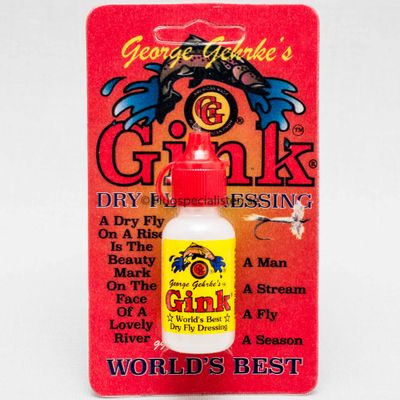 George Gehrke's
GG
Gink ™ ®
DRY FLY DRESSING
A Dry Fly
On A Rise
Is The
Beauty
Mark
On The
Face
Of A
Lovely
River
A Man
A Stream
A Fly
A Season
WORLD'S BEST
George Gehrke's
Gink
☆ World's Best ☆
Dry Fly Dressing